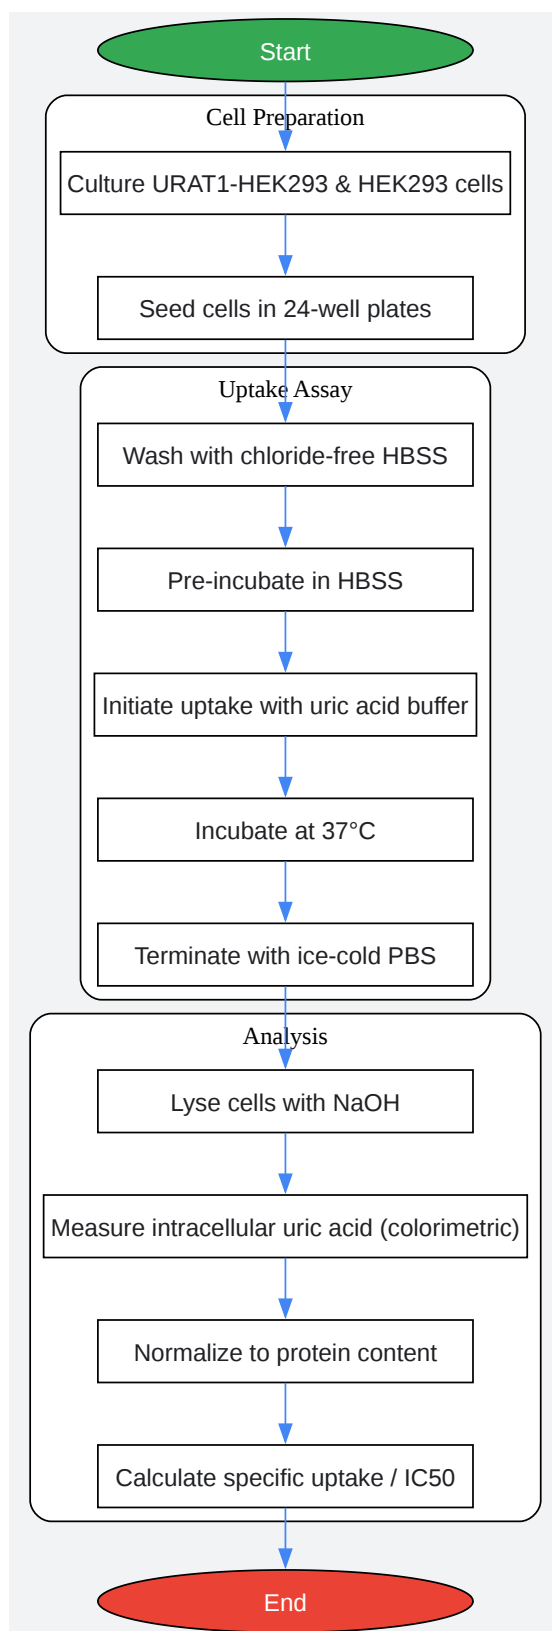 Start
Cell Preparation
Culture URAT1-HEK293 & HEK293 cells
Seed cells in 24-well plates
Uptake Assay
Wash with chloride-free HBSS
Pre-incubate in HBSS
Initiate uptake with uric acid buffer
Incubate at 37°C
Terminate with ice-cold PBS
Analysis
Lyse cells with NaOH
Measure intracellular uric acid (colorimetric)
Normalize to protein content
Calculate specific uptake / IC50
End